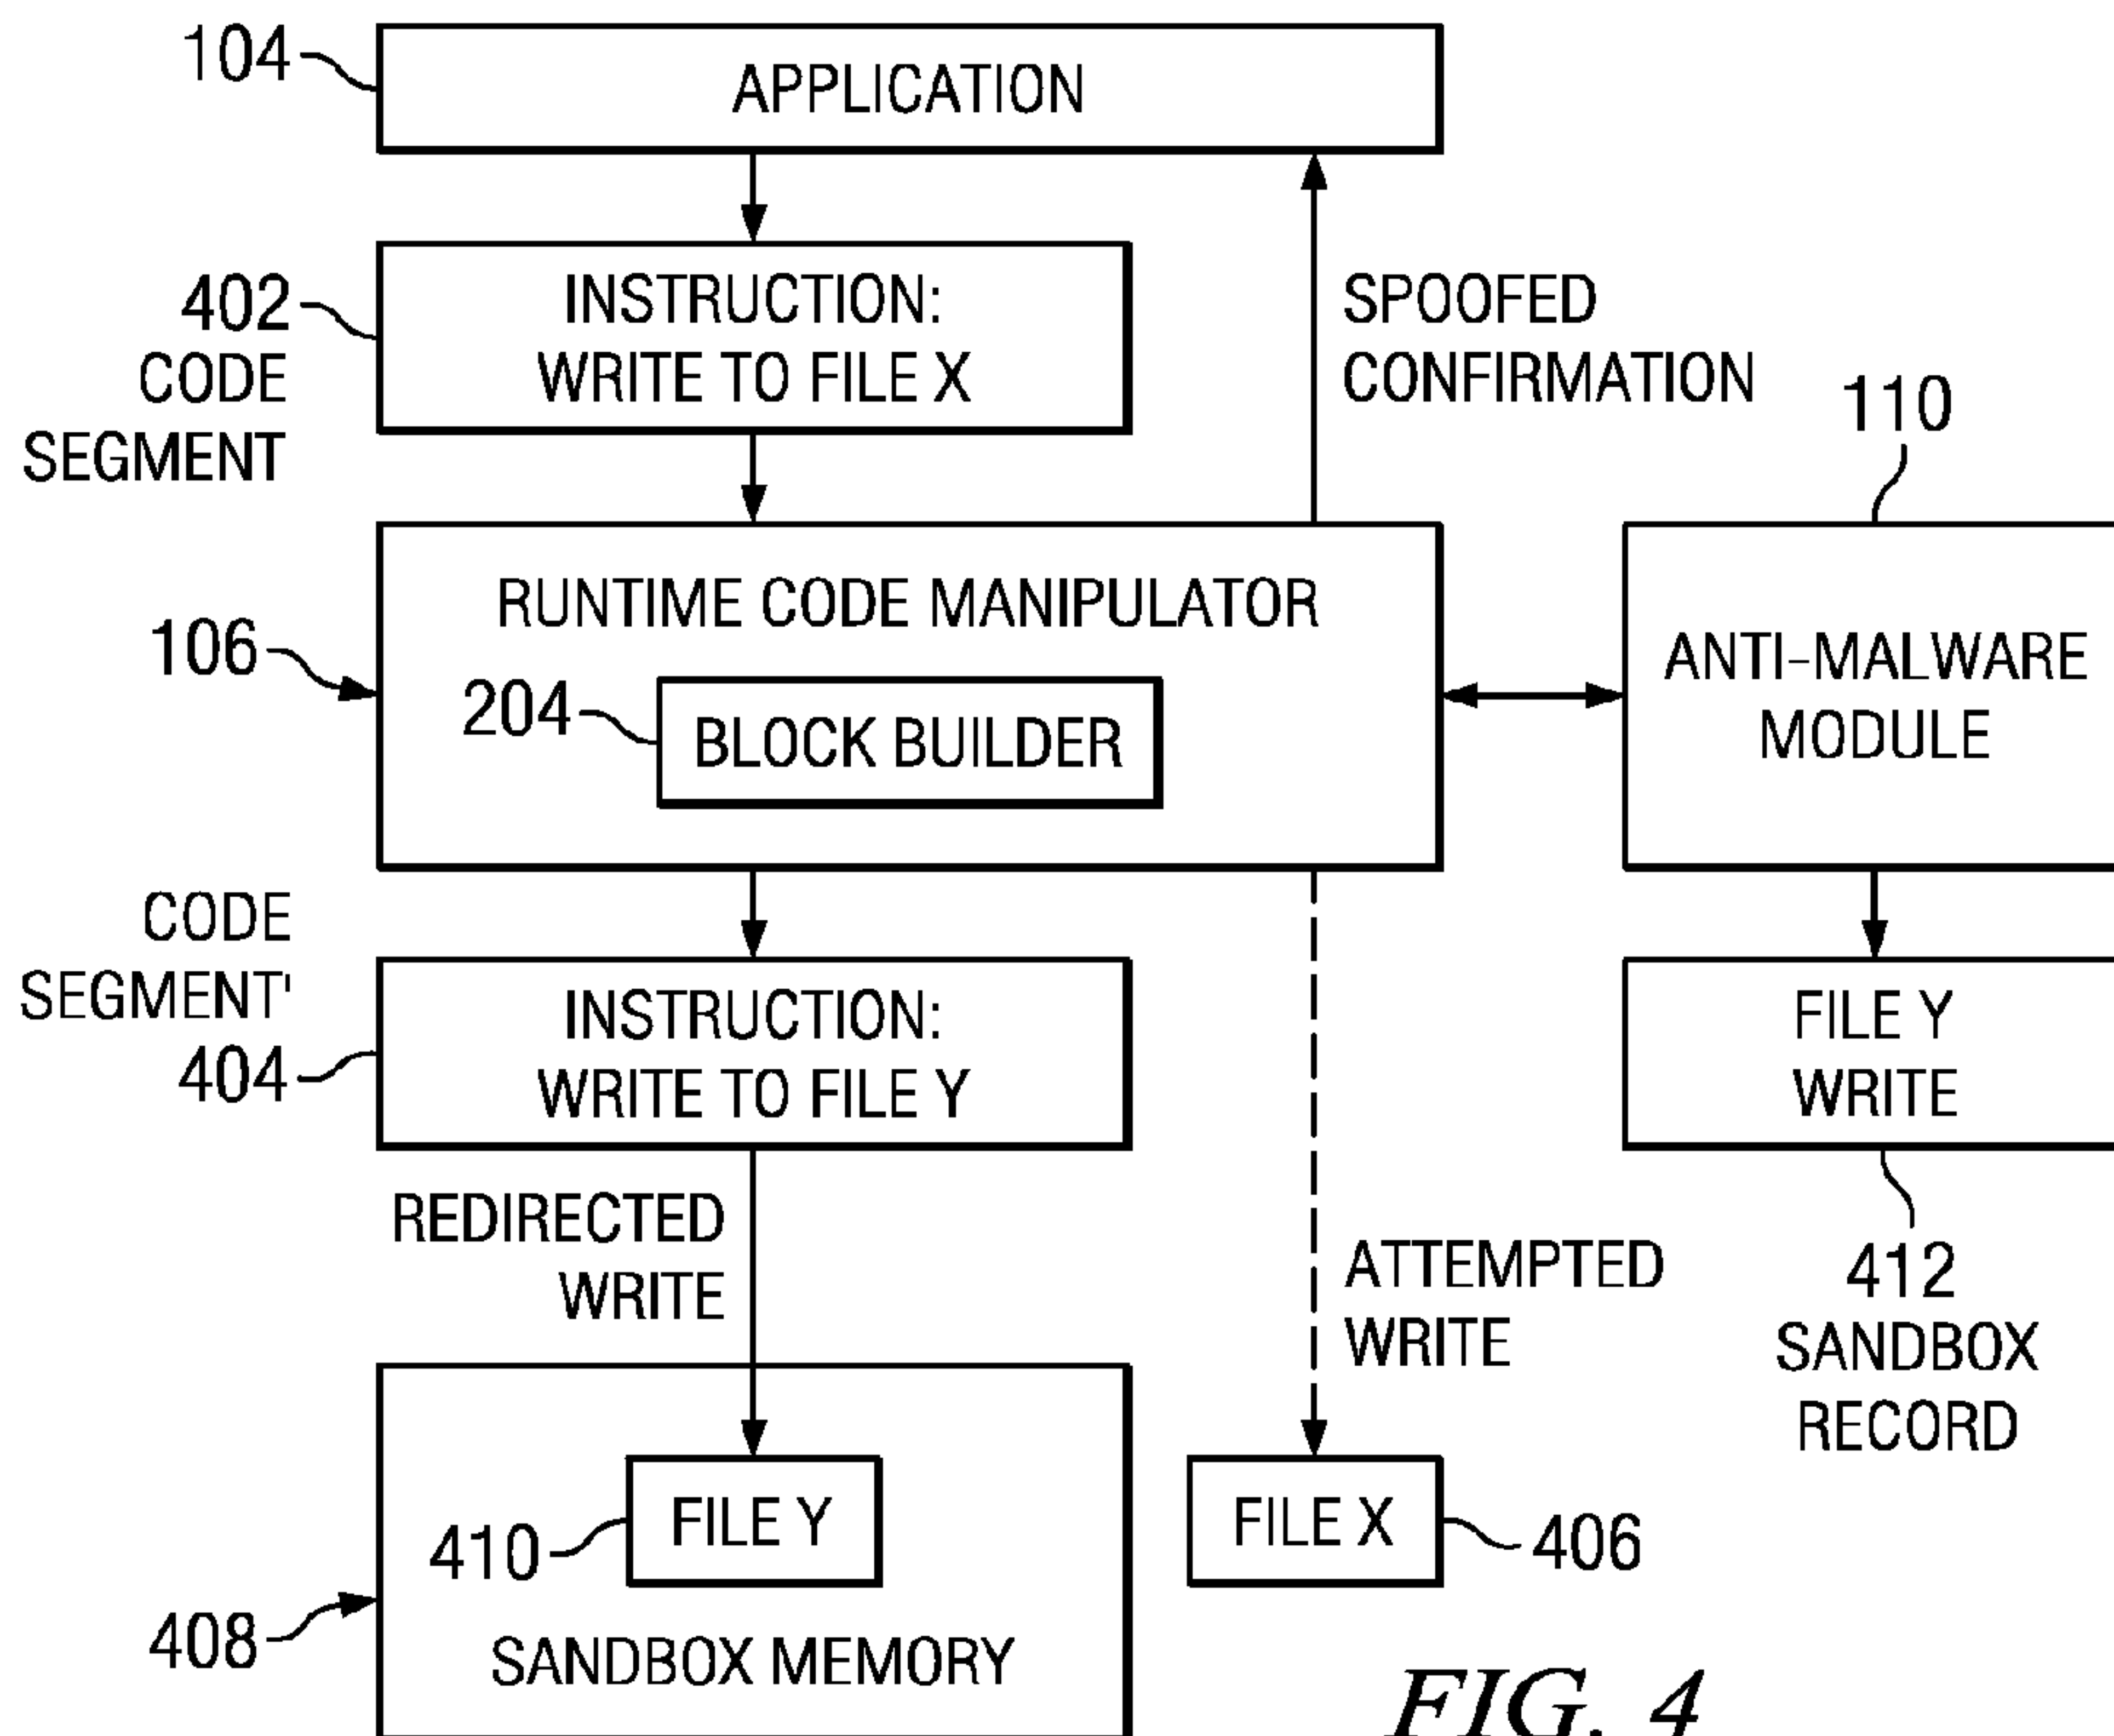 104
APPLICATION
402
CODE
SEGMENT
INSTRUCTION:
WRITE TO FILE X
SPOOFED
CONFIRMATION
110
106
RUNTIME CODE MANIPULATOR
204
BLOCK BUILDER
ANTI-MALWARE
MODULE
CODE
SEGMENT'
404
INSTRUCTION:
WRITE TO FILE Y
FILE Y
WRITE
REDIRECTED
WRITE
ATTEMPTED
WRITE
412
SANDBOX
RECORD
410
FILE Y
FILE X
406
408
SANDBOX MEMORY
FIG. 4